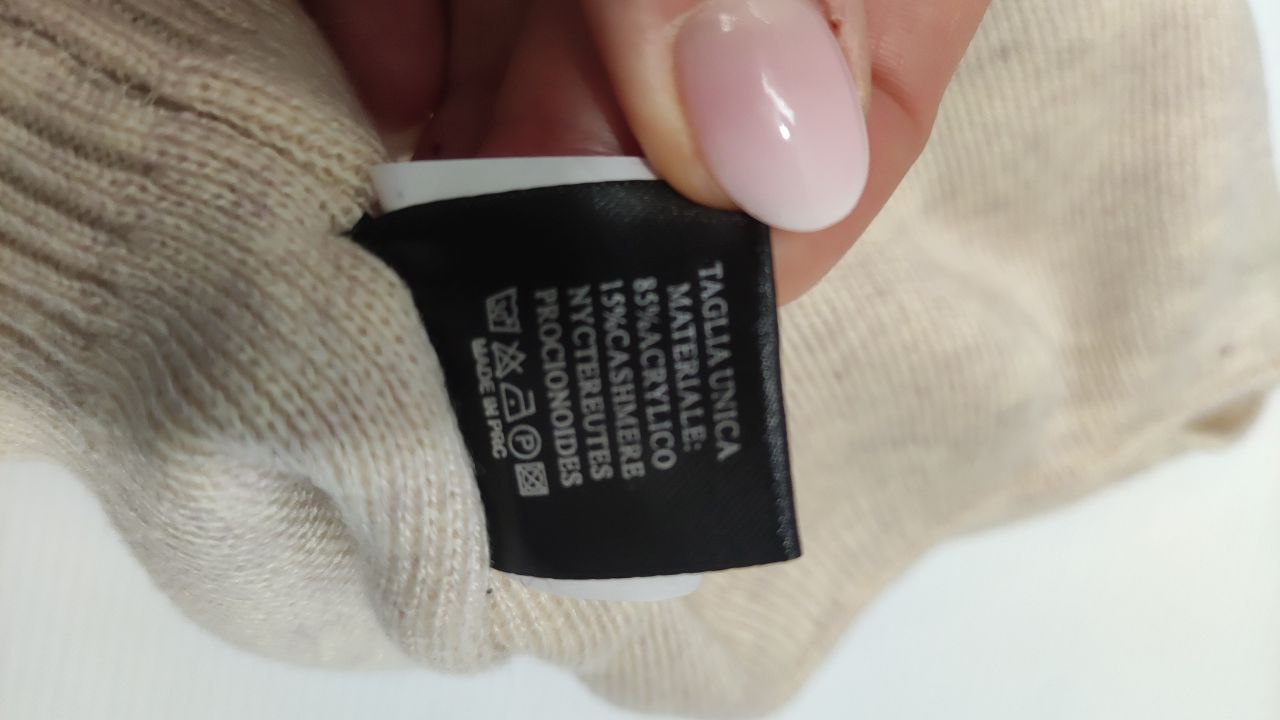 TAGLIA UNICA
MATERIALE:
85%ACRYLICO
15%CASHMERE
NYCTEREUTES
PROCIONOIDES
MADE IN PRC